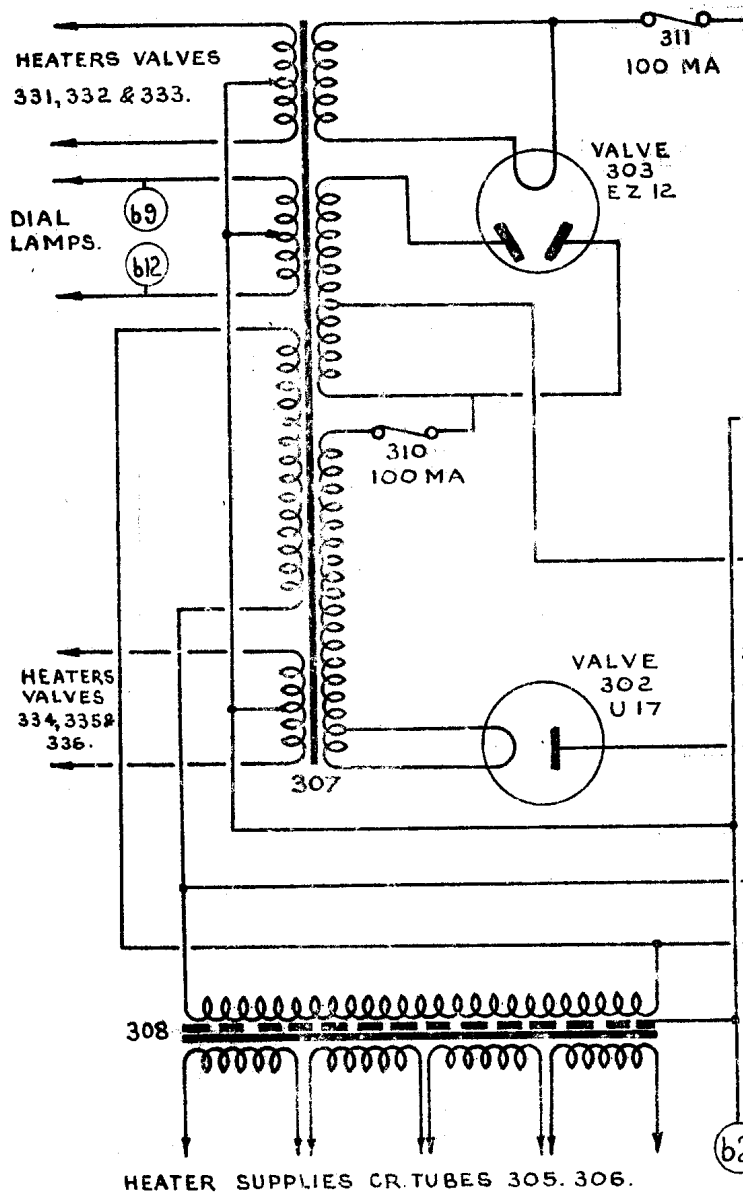 311
100 MA
HEATERS VALVES
331, 332 & 333.
VALVE
303
EZ 12
b9
DIAL
LAMPS.
b12
310
100 MA
HEATERS
VALVES
334, 335 &
336.
VALVE
302
U 17
307
308
HEATER SUPPLIES CR. TUBES 305. 306.